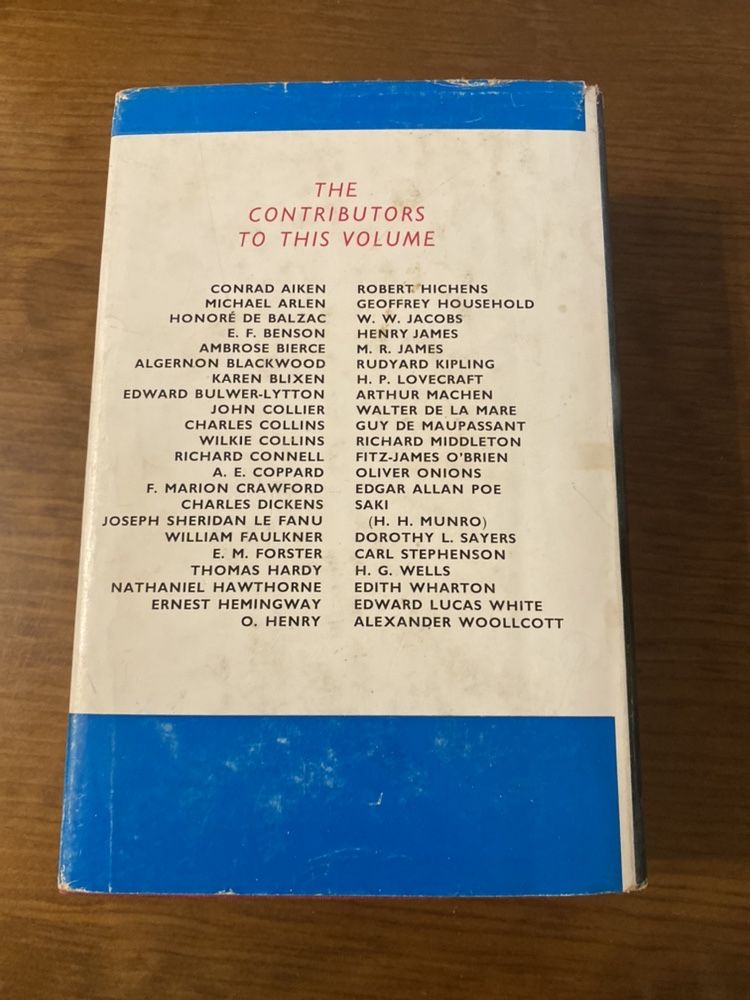 THE
CONTRIBUTORS
TO THIS VOLUME
CONRAD AIKEN
MICHAEL ARLEN
HONORÉ DE BALZAC
E. F. BENSON
AMBROSE BIERCE
ALGERNON BLACKWOOD
KAREN BLIXEN
EDWARD BULWER-LYTTON
JOHN COLLIER
CHARLES COLLINS
WILKIE COLLINS
RICHARD CONNELL
A. E. COPPARD
F. MARION CRAWFORD
CHARLES DICKENS
JOSEPH SHERIDAN LE FANU
WILLIAM FAULKNER
E. M. FORSTER
THOMAS HARDY
NATHANIEL HAWTHORNE
ERNEST HEMINGWAY
O. HENRY
ROBERT HICHENS
GEOFFREY HOUSEHOLD
W. W. JACOBS
HENRY JAMES
M. R. JAMES
RUDYARD KIPLING
H. P. LOVECRAFT
ARTHUR MACHEN
WALTER DE LA MARE
GUY DE MAUPASSANT
RICHARD MIDDLETON
FITZ-JAMES O'BRIEN
OLIVER ONIONS
EDGAR ALLAN POE
SAKI
(H. H. MUNRO)
DOROTHY L. SAYERS
CARL STEPHENSON
H. G. WELLS
EDITH WHARTON
EDWARD LUCAS WHITE
ALEXANDER WOOLLCOTT